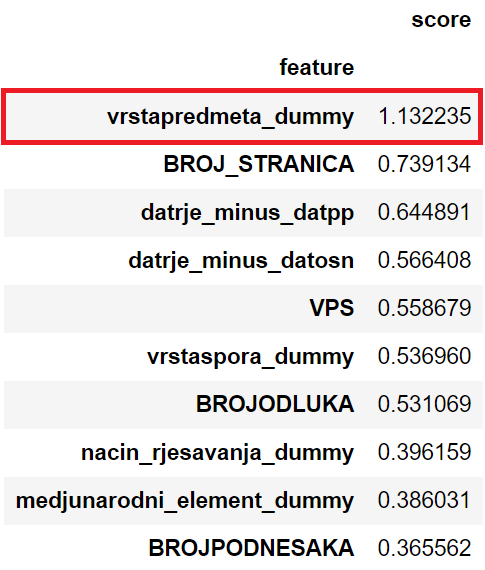 score
feature
vrstapredmeta_dummy 1.132235
BROJ_STRANICA 0.739134
datrje_minus_datpp 0.644891
datrje_minus_datosn 0.566408
VPS 0.558679
vrstaspora_dummy 0.536960
BROJODLUKA 0.531069
nacin_rjesavanja_dummy 0.396159
medjunarodni_element_dummy 0.386031
BROJPODNESAKA 0.365562